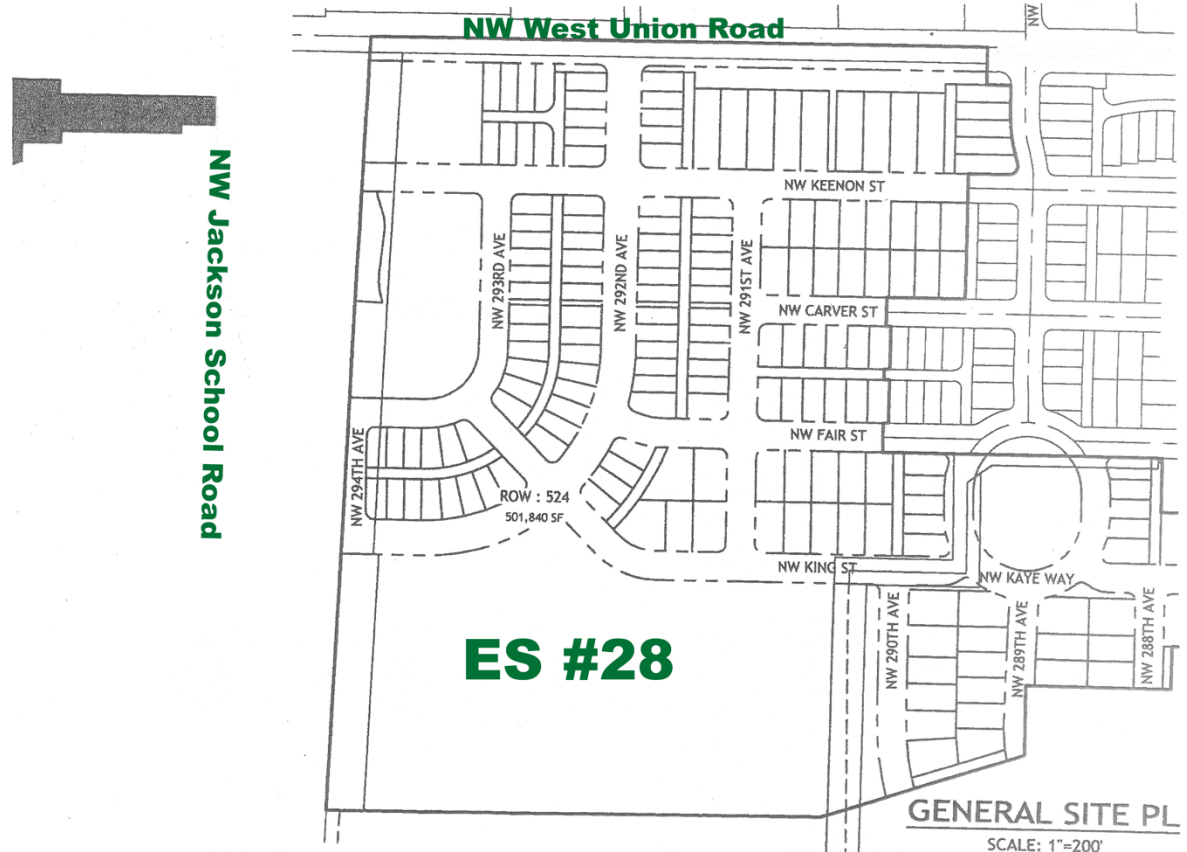 NW West Union Road
NW
NW Jackson School Road
NW KEENON ST
NW 293RD AVE
NW 292ND AVE
NW 291ST AVE
NW CARVER ST
NW FAIR ST
NW 294TH AVE
ROW : 524
501,840 SF
NW KING ST
NW KAYE WAY
NW 290TH AVE
NW 289TH AVE
NW 288TH AVE
ES #28
GENERAL SITE PL
SCALE: 1"=200'